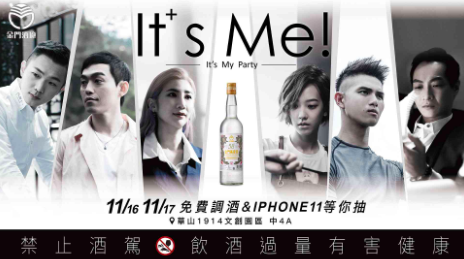 金門酒廠
It+s Me!
It's My Party
11/16 11/17 免費調酒&IPHONE11等你抽
華山1914文創園區 中4A
禁止酒駕 飲酒過量有害健康